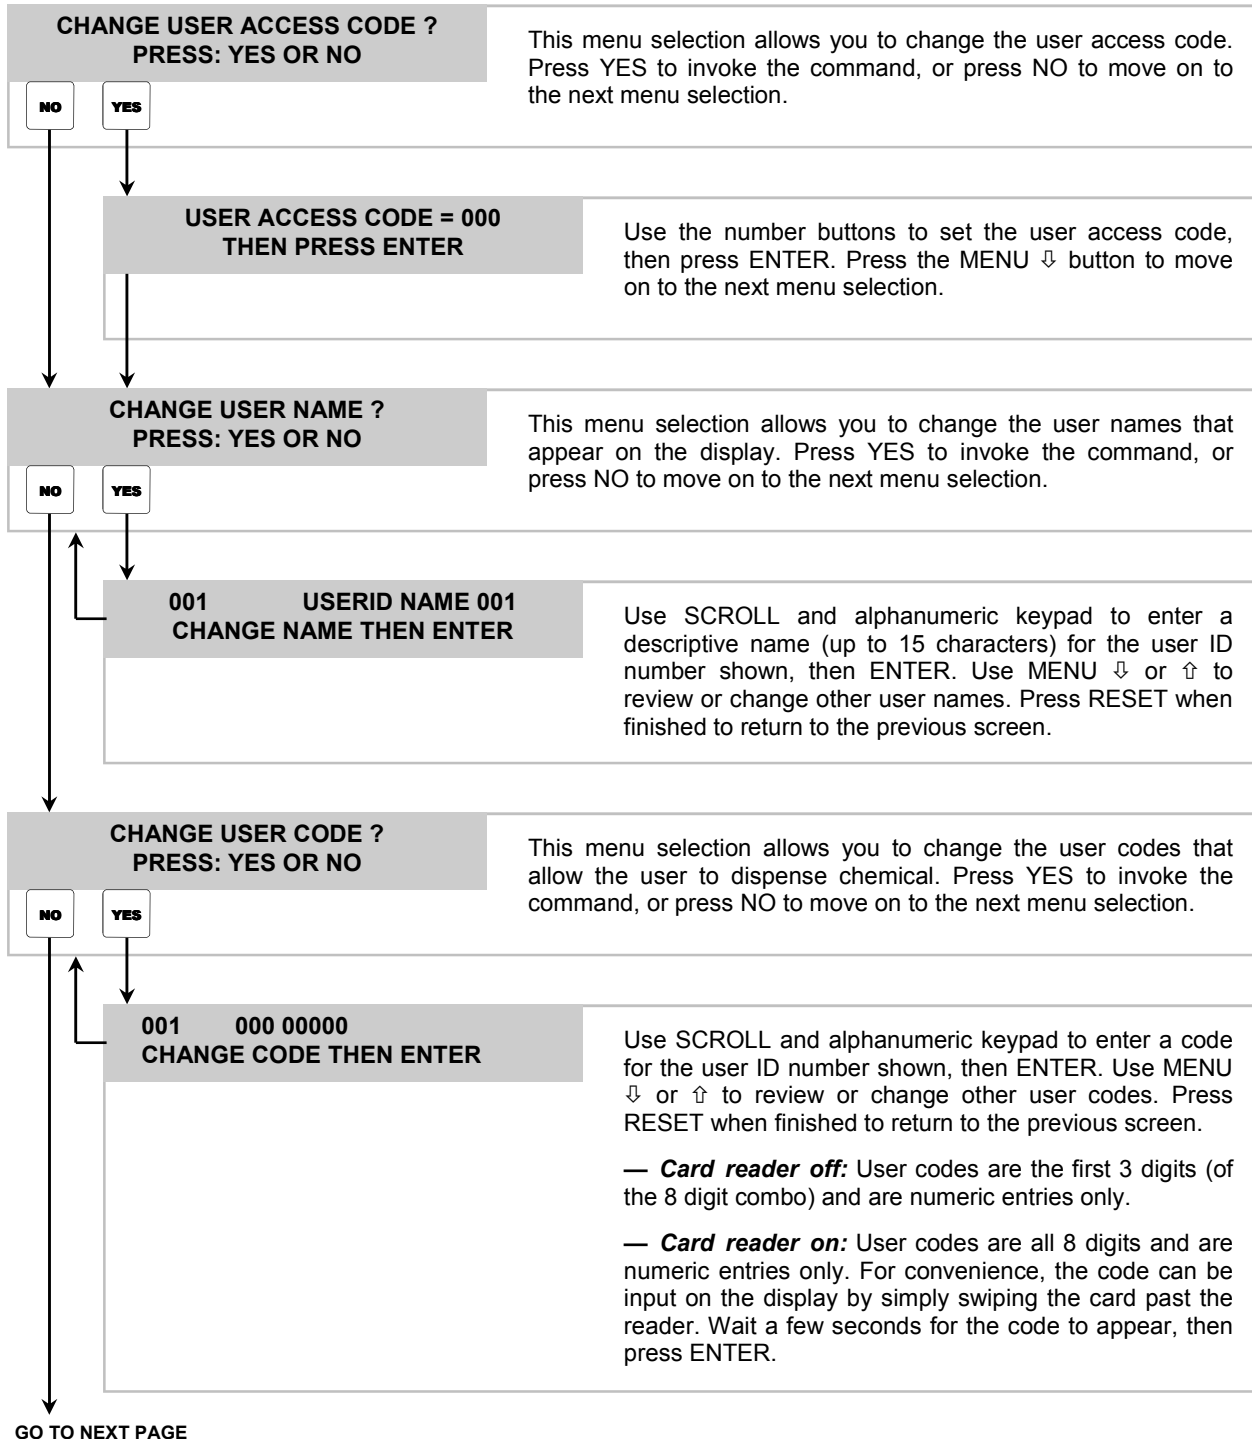 CHANGE USER ACCESS CODE ?
PRESS: YES OR NO
This menu selection allows you to change the user access code.
Press YES to invoke the command, or press NO to move on to
the next menu selection.
NO
YES
USER ACCESS CODE = 000
THEN PRESS ENTER
Use the number buttons to set the user access code,
then press ENTER. Press the MENU ⇩ button to move
on to the next menu selection.
CHANGE USER NAME ?
PRESS: YES OR NO
This menu selection allows you to change the user names that
appear on the display. Press YES to invoke the command, or
press NO to move on to the next menu selection.
NO
YES
001 USERID NAME 001
CHANGE NAME THEN ENTER
Use SCROLL and alphanumeric keypad to enter a
descriptive name (up to 15 characters) for the user ID
number shown, then ENTER. Use MENU ⇩ or ⇧ to
review or change other user names. Press RESET when
finished to return to the previous screen.
CHANGE USER CODE ?
PRESS: YES OR NO
This menu selection allows you to change the user codes that
allow the user to dispense chemical. Press YES to invoke the
command, or press NO to move on to the next menu selection.
NO
YES
001 000 00000
CHANGE CODE THEN ENTER
Use SCROLL and alphanumeric keypad to enter a code
for the user ID number shown, then ENTER. Use MENU
⇩ or ⇧ to review or change other user codes. Press
RESET when finished to return to the previous screen.
— Card reader off: User codes are the first 3 digits (of
the 8 digit combo) and are numeric entries only.
— Card reader on: User codes are all 8 digits and are
numeric entries only. For convenience, the code can be
input on the display by simply swiping the card past the
reader. Wait a few seconds for the code to appear, then
press ENTER.
GO TO NEXT PAGE